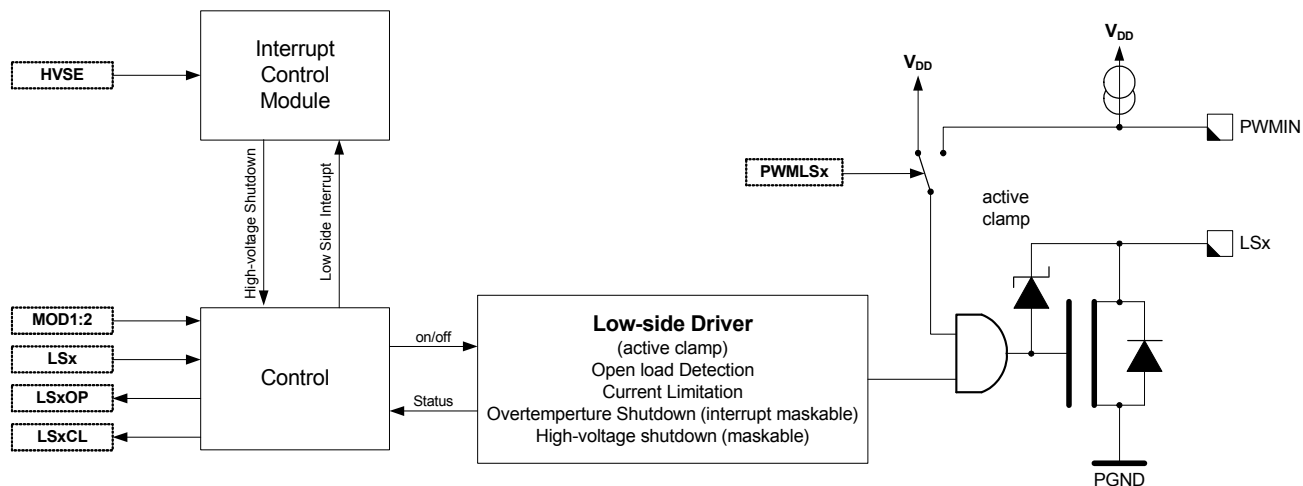 Interrupt
Control
Module
HVSE
High-voltage Shutdown
Low Side Interrupt
VDD
VDD
PWMIN
PWMLSx
active
clamp
LSx
MOD1:2
LSx
LSxOP
LSxCL
Control
on/off
Status
Low-side Driver
(active clamp)
Open load Detection
Current Limitation
Overtemperture Shutdown (interrupt maskable)
High-voltage shutdown (maskable)
PGND